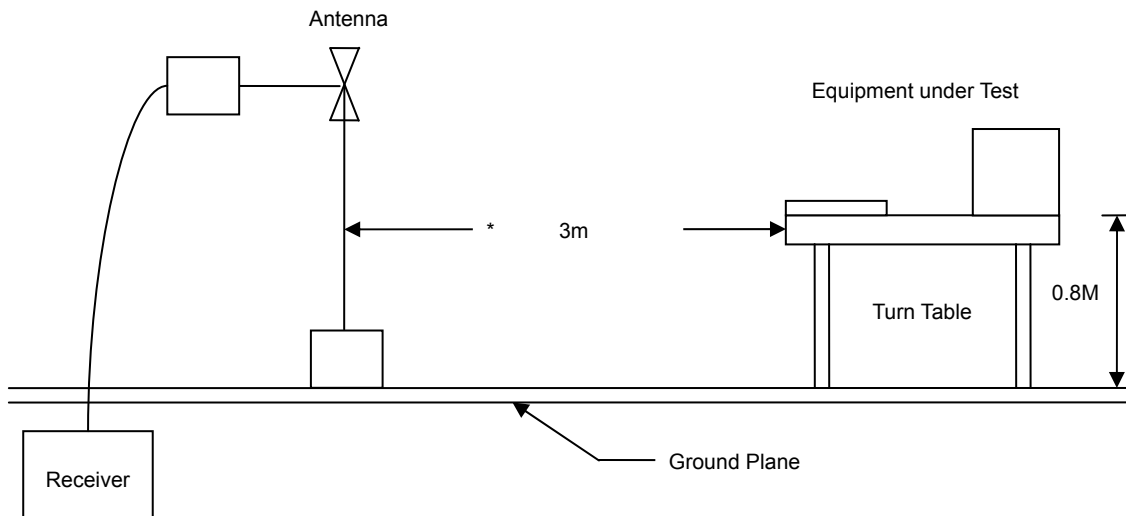 Antenna
Equipment under Test
* 3m
0.8M
Turn Table
Ground Plane
Receiver